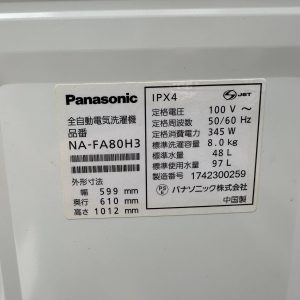 Panasonic
全自動電気洗濯機
品番
NA-FA80H3
外形寸法
幅 599 mm
奥行 610 mm
高さ 1012 mm
IPX4
JET
定格電圧 100 V ～
定格周波数 50/60 Hz
定格消費電力 345 W
標準洗濯容量 8.0 kg
標準水量 48 L
標準使用水量 97 L
製造番号 1742300259
PSE パナソニック株式会社
中国製